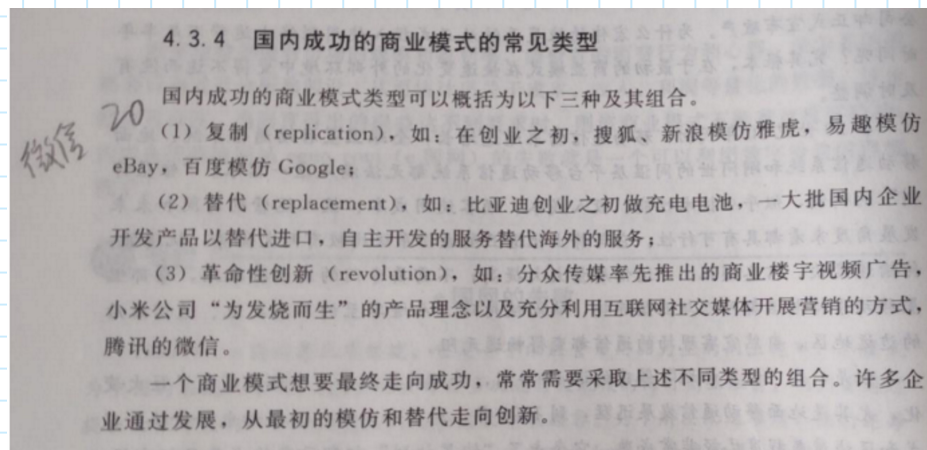 4.3.4 国内成功的商业模式的常见类型
国内成功的商业模式类型可以概括为以下三种及其组合。
微信 20
（1）复制（replication），如：在创业之初，搜狐、新浪模仿雅虎，易趣模仿
eBay，百度模仿 Google；
（2）替代（replacement），如：比亚迪创业之初做充电电池，一大批国内企业
开发产品以替代进口，自主开发的服务替代海外的服务；
（3）革命性创新（revolution），如：分众传媒率先推出的商业楼宇视频广告，
小米公司“为发烧而生”的产品理念以及充分利用互联网社交媒体开展营销的方式，
腾讯的微信。
一个商业模式想要最终走向成功，常常需要采取上述不同类型的组合。许多企
业通过发展，从最初的模仿和替代走向创新。